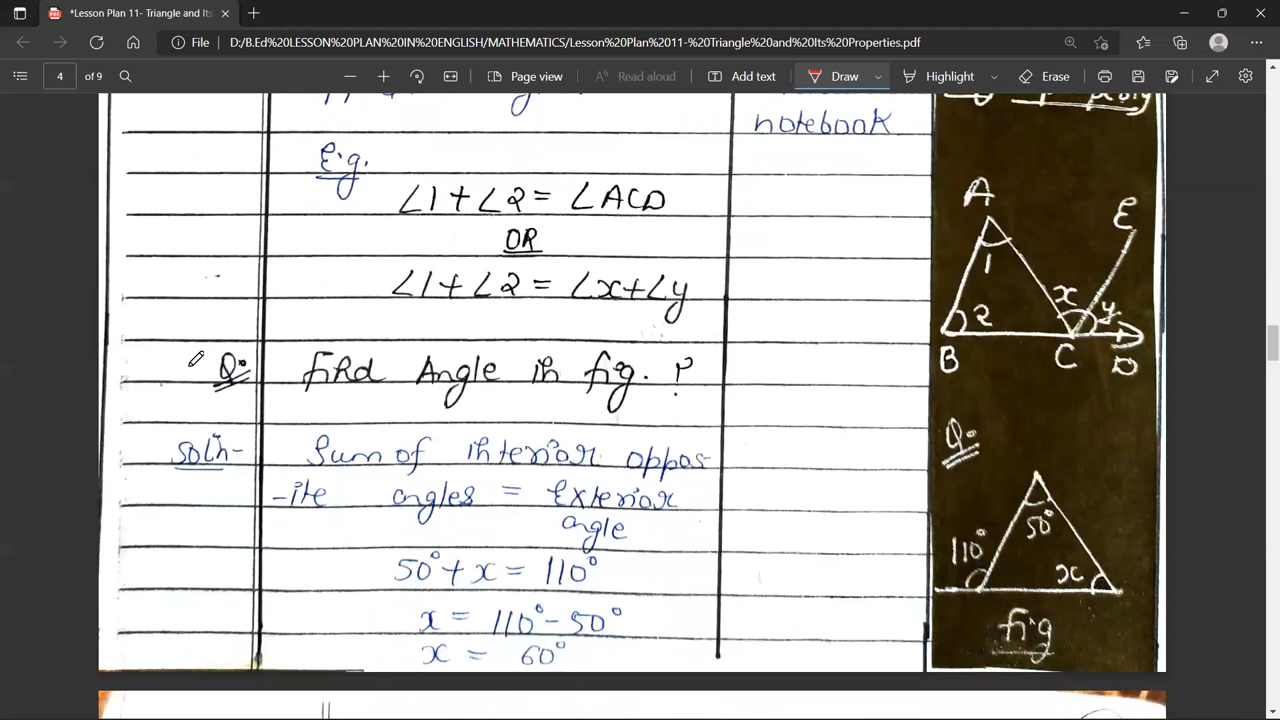 *Lesson Plan 11- Triangle and Its
File
D:/B.Ed%20LESSON%20PLAN%20IN%20ENGLISH/MATHEMATICS/Lesson%20Plan%2011-%20Triangle%20and%20Its%20Properties.pdf
4 of 9
Page view
Read aloud
Add text
Draw
Highlight
Erase
notebook
E.g.
∠1+∠2= ∠ACD
OR
∠1+∠2 = ∠x+∠y
Q. Find Angle in fig. ?
Soln- Sum of interior oppos-
-ite angles = Exterior
angle
50°+x = 110°
x = 110°-50°
x = 60°
A
E
1
x
y
2
B
C
D
Q.
50°
110°
x
fig